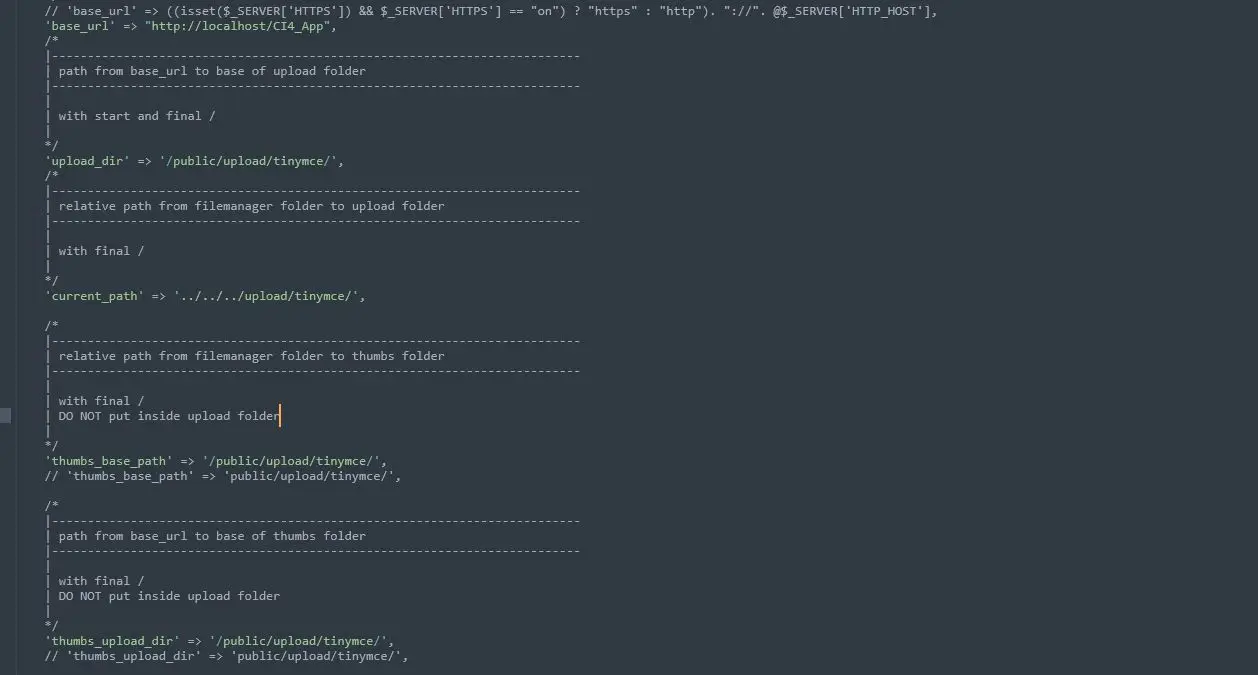 // 'base_url' => ((isset($_SERVER['HTTPS']) && $_SERVER['HTTPS'] == "on") ? "https" : "http"). "://". @$_SERVER['HTTP_HOST'],
'base_url' => "http://localhost/CI4_App",
/*
|--------------------------------------------------------------------------
| path from base_url to base of upload folder
|--------------------------------------------------------------------------
|
| with start and final /
|
*/
'upload_dir' => '/public/upload/tinymce/',
/*
|--------------------------------------------------------------------------
| relative path from filemanager folder to upload folder
|--------------------------------------------------------------------------
|
| with final /
|
*/
'current_path' => '../../../upload/tinymce/',

/*
|--------------------------------------------------------------------------
| relative path from filemanager folder to thumbs folder
|--------------------------------------------------------------------------
|
| with final /
| DO NOT put inside upload folder
|
*/
'thumbs_base_path' => '/public/upload/tinymce/',
// 'thumbs_base_path' => 'public/upload/tinymce/',

/*
|--------------------------------------------------------------------------
| path from base_url to base of thumbs folder
|--------------------------------------------------------------------------
|
| with final /
| DO NOT put inside upload folder
|
*/
'thumbs_upload_dir' => '/public/upload/tinymce/',
// 'thumbs_upload_dir' => 'public/upload/tinymce/',